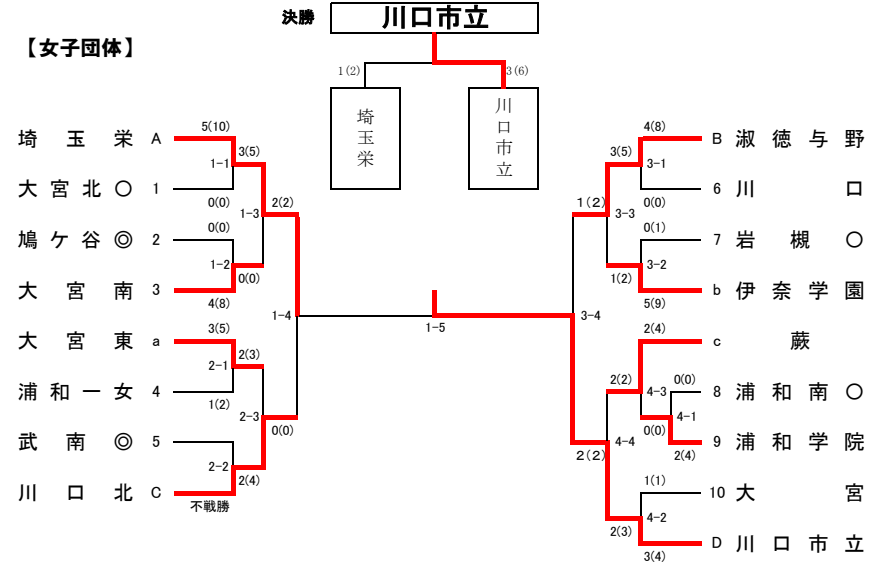 決勝
川口市立
【女子団体】
1(2)
3(6)
埼玉栄
川口市立
埼玉栄 A
5(10)
3(5)
1-1
大宮北〇 1
0(0)
1-3
2(2)
鳩ケ谷◎ 2
0(0)
1-2
0(0)
大宮南 3
4(8)
1-4
大宮東 a
3(5)
2(3)
2-1
浦和一女 4
1(2)
2-3
0(0)
武南◎ 5
2-2
2(4)
川口北 C
不戦勝
1-5
4(8)
B 淑徳与野
3(5)
3-1
6 川口
0(0)
1(2)
3-3
0(1)
7 岩槻〇
3-2
1(2)
b 伊奈学園
5(9)
3-4
2(4)
c 蕨
2(2)
4-3
0(0)
8 浦和南〇
4-1
0(0)
9 浦和学院
2(4)
4-4
2(2)
1(1)
10 大宮
4-2
2(3)
D 川口市立
3(4)